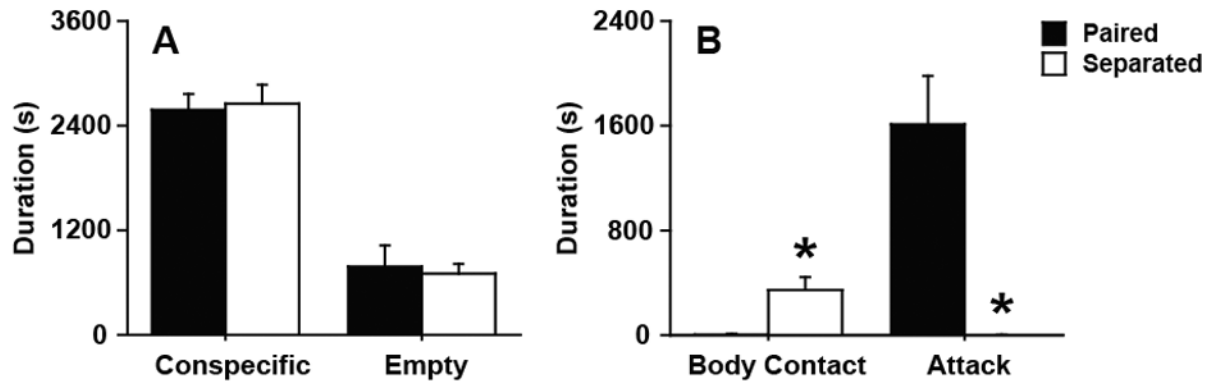 A
Duration (s)
3600
2400
1200
0
Conspecific
Empty
B
Duration (s)
2400
1600
800
0
*
*
Body Contact
Attack
Paired
Separated